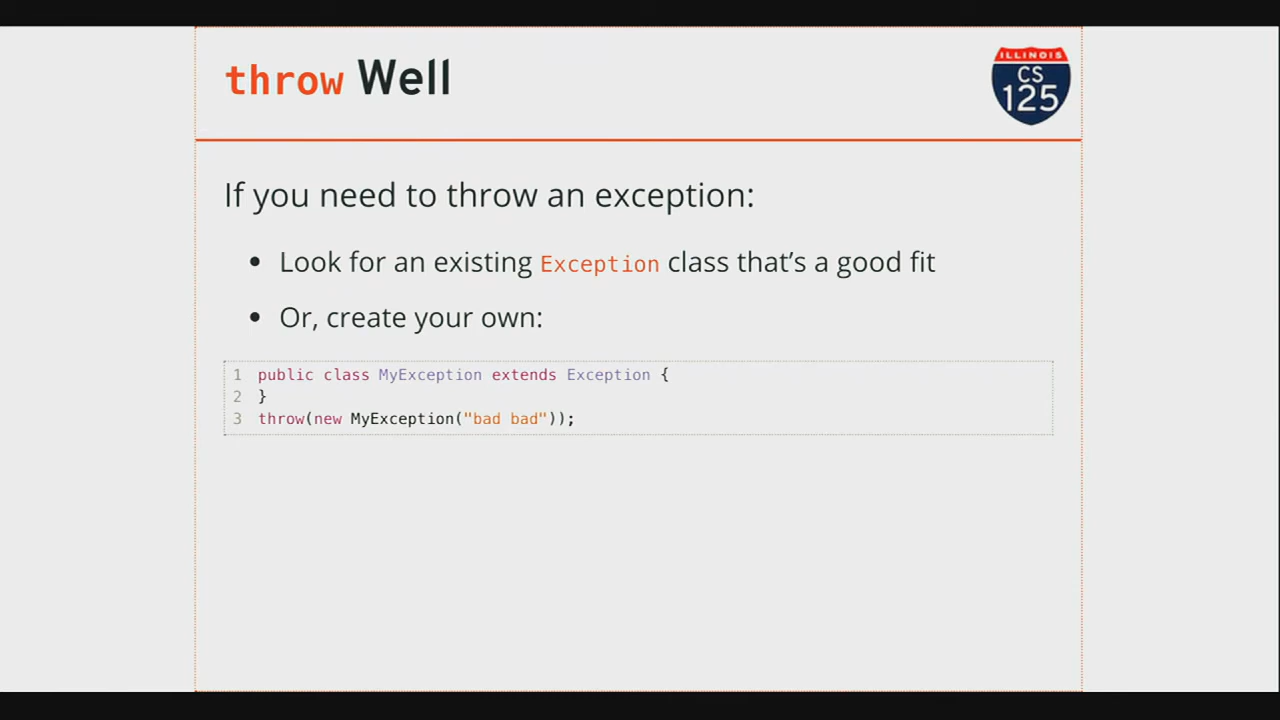 throw Well
ILLINOIS
CS
125
If you need to throw an exception:
• Look for an existing Exception class that's a good fit
• Or, create your own:
1 public class MyException extends Exception {
2 }
3 throw(new MyException("bad bad"));